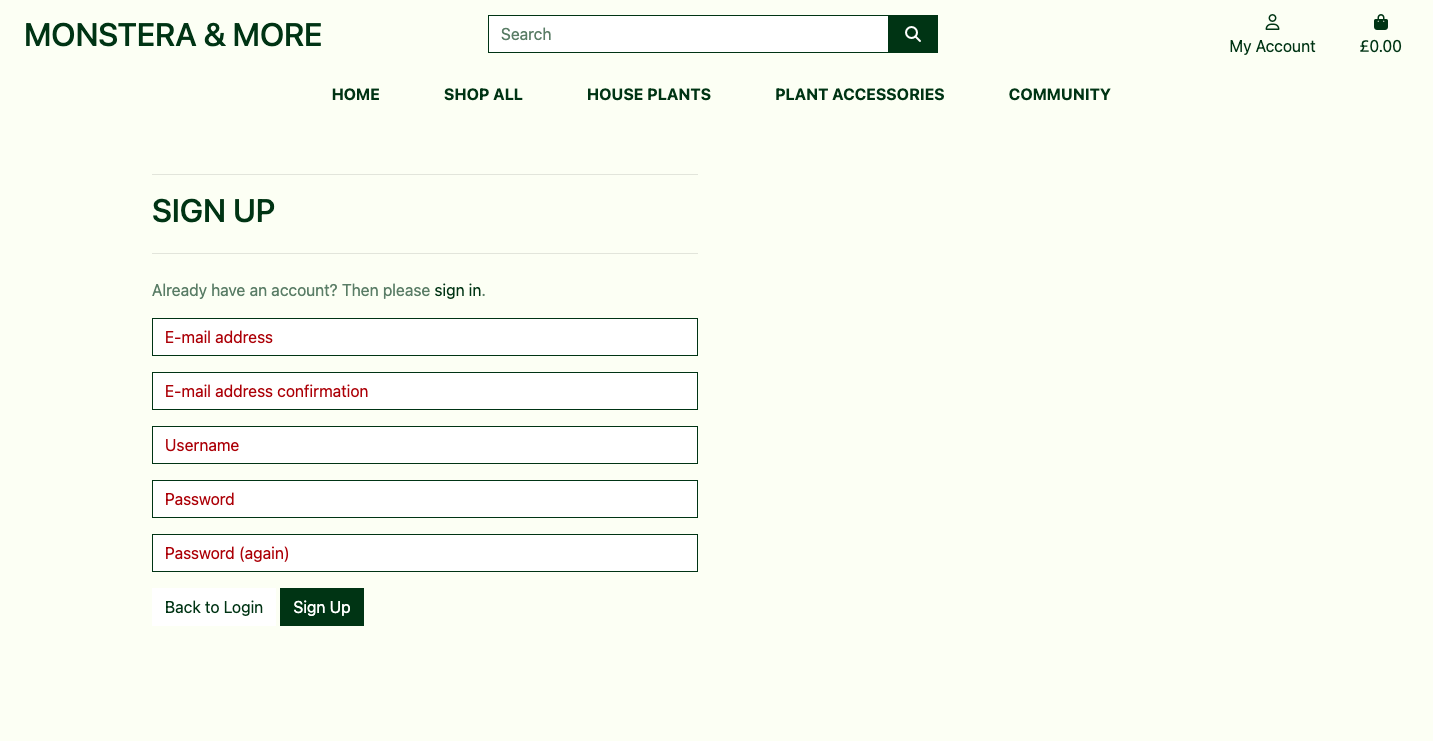 MONSTERA & MORE
Search
My Account
£0.00
HOME
SHOP ALL
HOUSE PLANTS
PLANT ACCESSORIES
COMMUNITY
SIGN UP
Already have an account? Then please sign in.
E-mail address
E-mail address confirmation
Username
Password
Password (again)
Back to Login
Sign Up